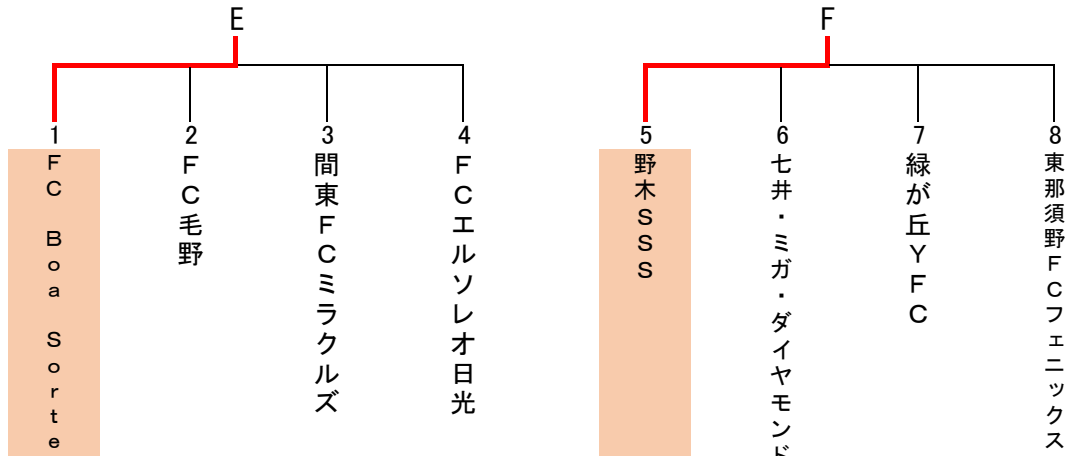 E
F
1
2
3
4
5
6
7
8
ＦＣ　Ｂｏａ　Ｓｏｒｔｅ
ＦＣ毛野
間東ＦＣミラクルズ
ＦＣエルソレオ日光
野木ＳＳＳ
七井・ミガ・ダイヤモンド
緑が丘ＹＦＣ
東那須野ＦＣフェニックス